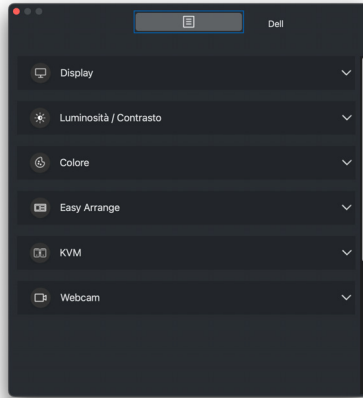 Dell
Display
Luminosità / Contrasto
Colore
Easy Arrange
KVM
Webcam